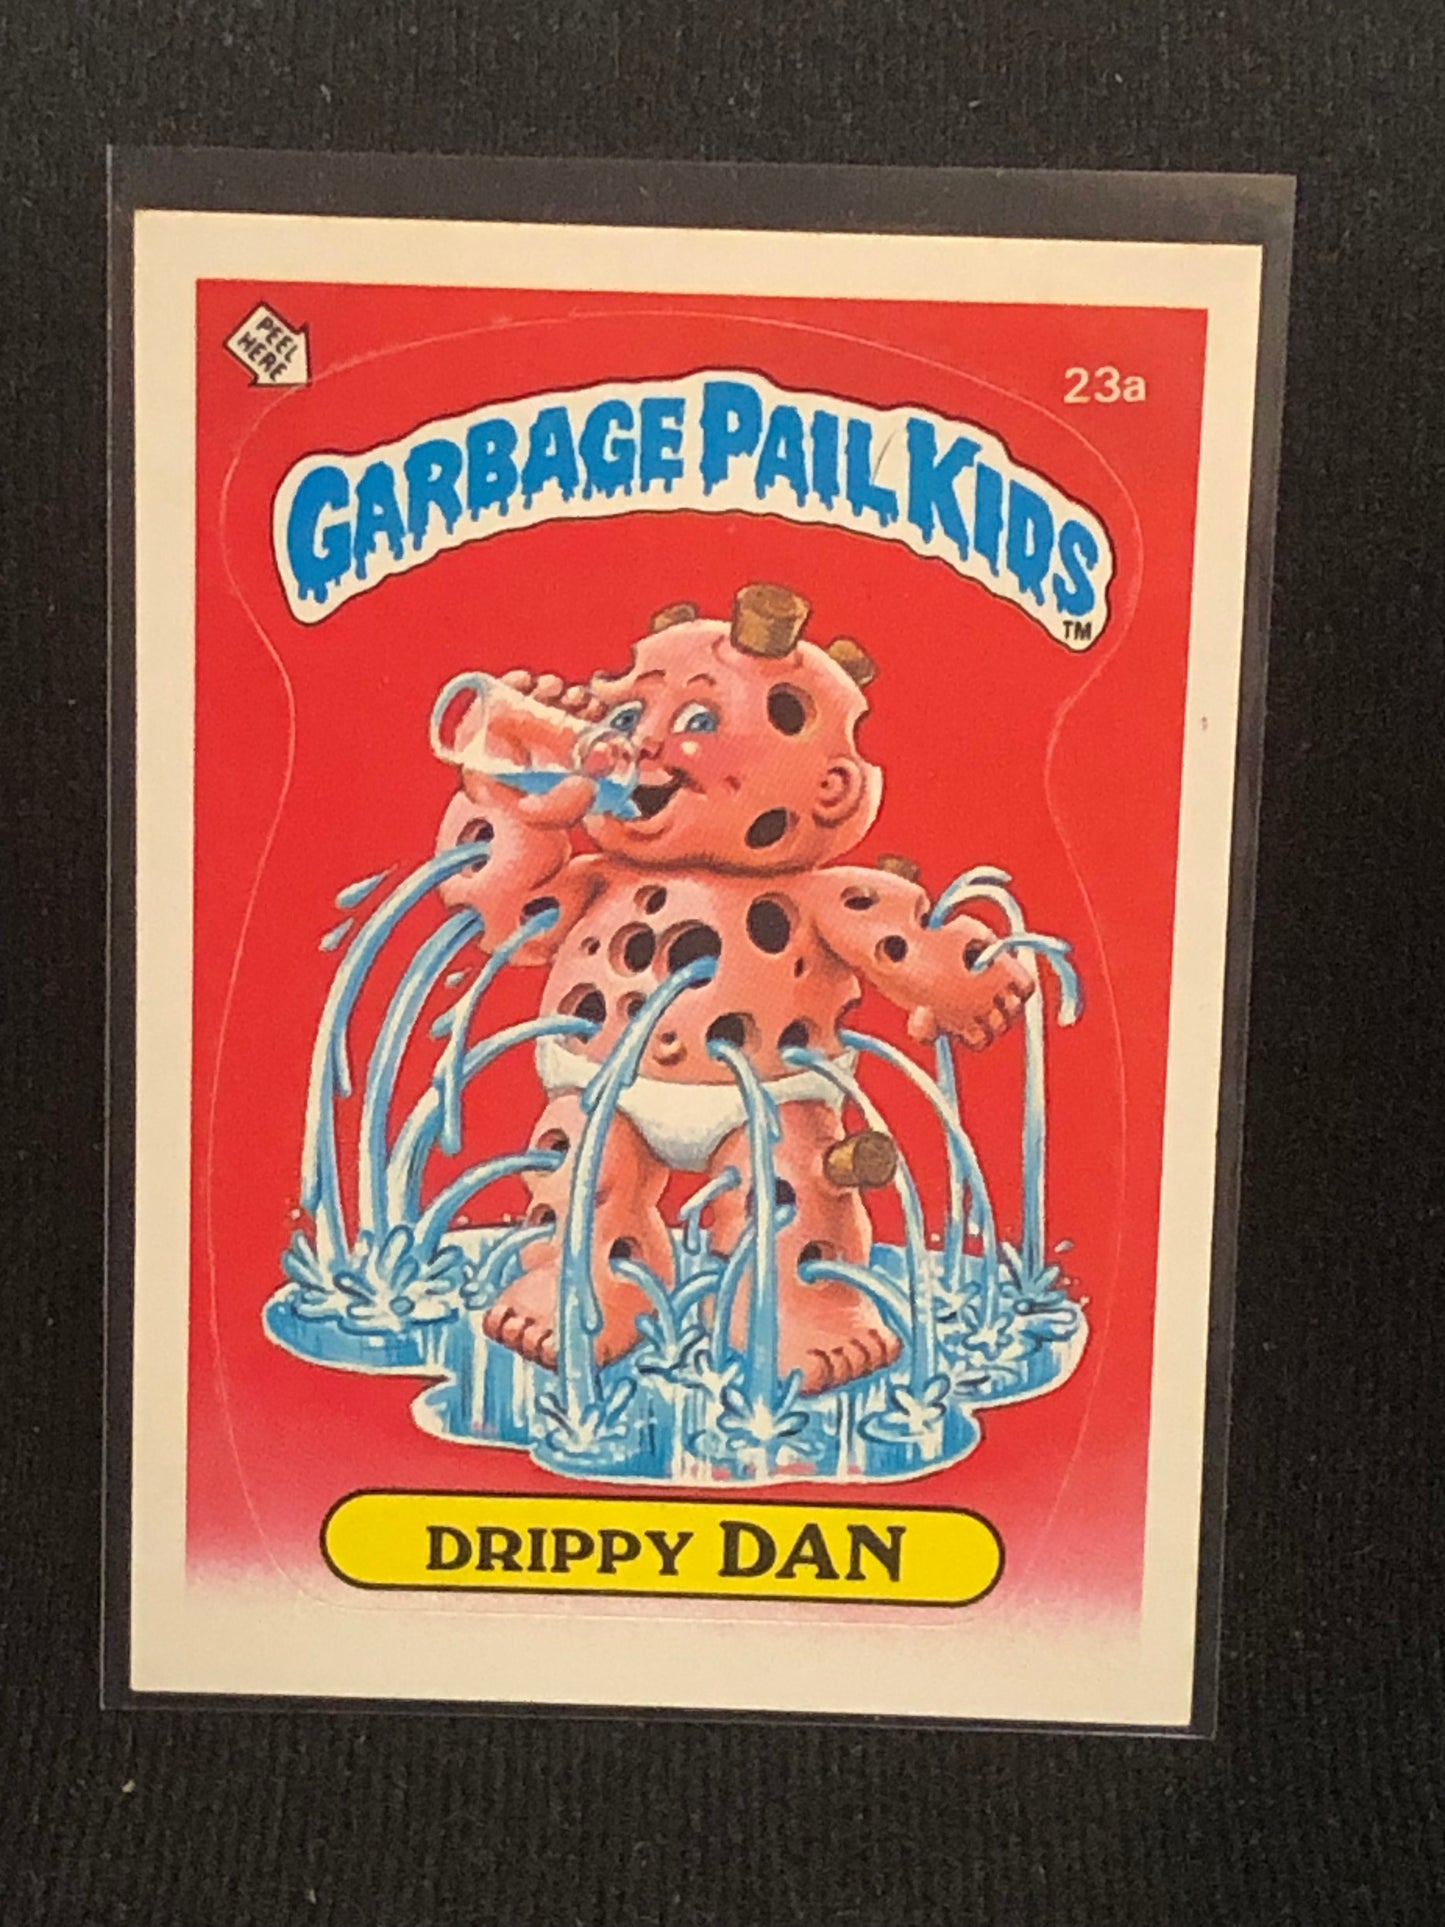 PEEL
HERE
23a
GARBAGE PAIL KIDS
TM
DRIPPY DAN